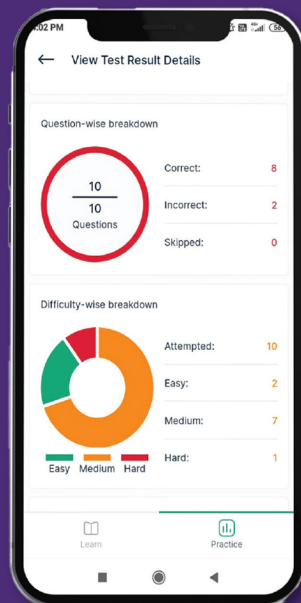 :02 PM
View Test Result Details
Question-wise breakdown
10
10
Questions
Correct: 8
Incorrect: 2
Skipped: 0
Difficulty-wise breakdown
Easy Medium Hard
Attempted: 10
Easy: 2
Medium: 7
Hard: 1
Learn
Practice